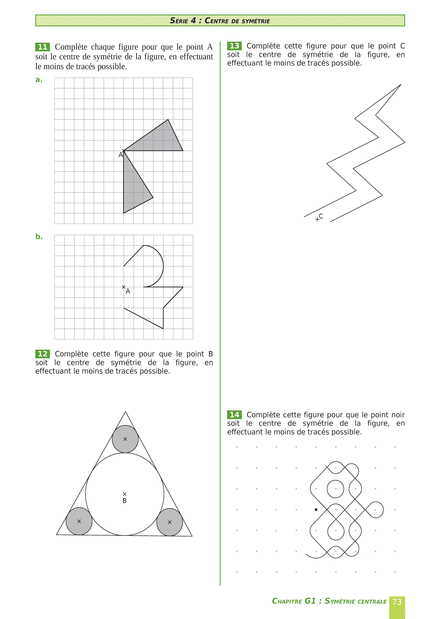 SÉRIE 4 : CENTRE DE SYMÉTRIE
11 Complète chaque figure pour que le point A
soit le centre de symétrie de la figure, en effectuant
le moins de tracés possible.
a.
A
b.
A
12 Complète cette figure pour que le point B
soit le centre de symétrie de la figure, en
effectuant le moins de tracés possible.
B
13 Complète cette figure pour que le point C
soit le centre de symétrie de la figure, en
effectuant le moins de tracés possible.
C
14 Complète cette figure pour que le point noir
soit le centre de symétrie de la figure, en
effectuant le moins de tracés possible.
CHAPITRE G1 : SYMÉTRIE CENTRALE 73